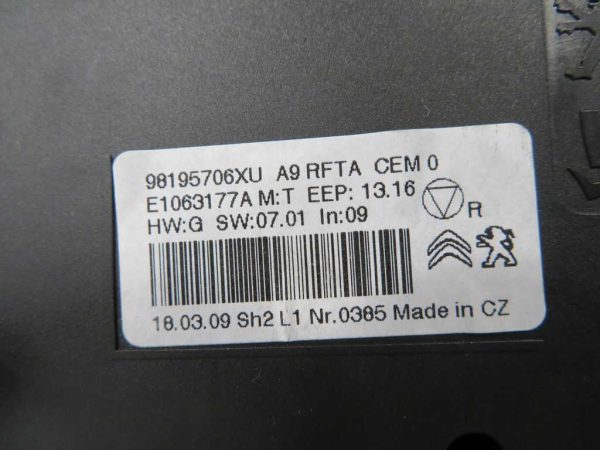 98195706XU A9 RFTA CEM 0
E1063177A M:T EEP: 13.16
HW:G SW:07.01 In:09
R
18.03.09 Sh2 L1 Nr.0385 Made in CZ